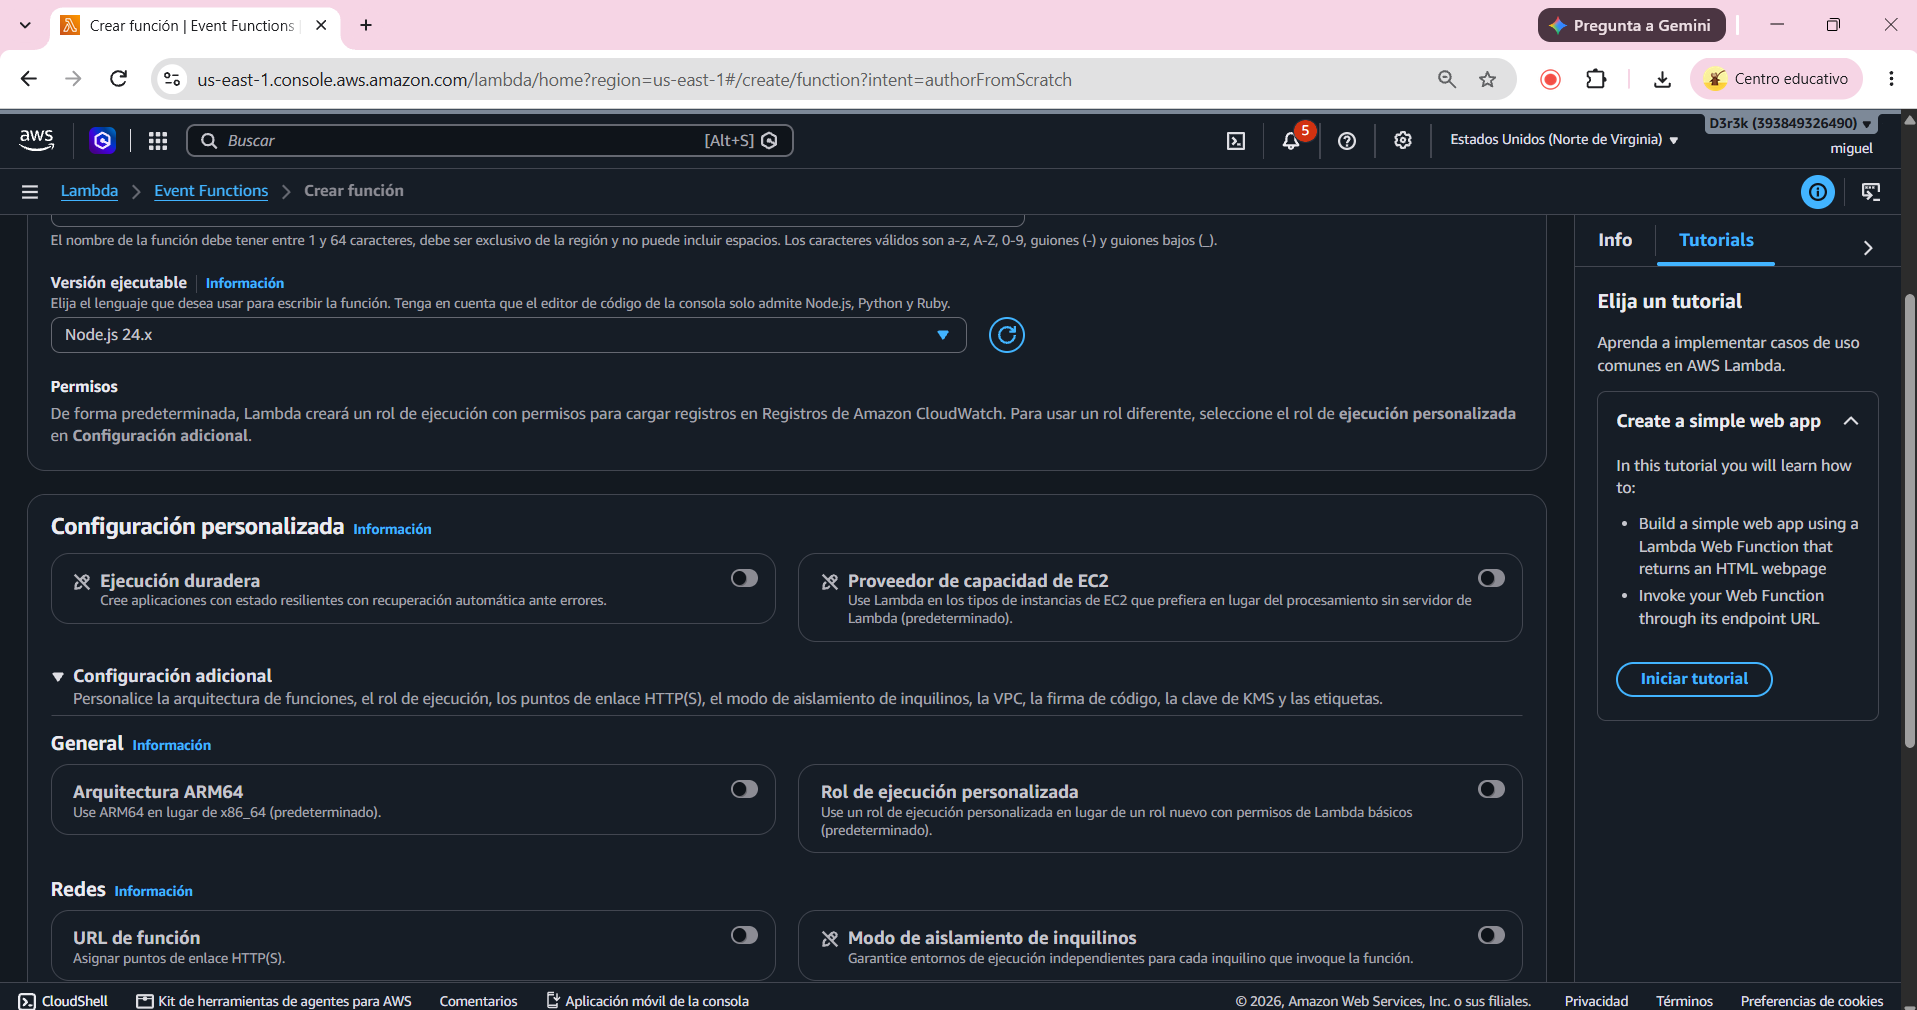 Crear función | Event Functions
Pregunta a Gemini
us-east-1.console.aws.amazon.com/lambda/home?region=us-east-1#/create/function?intent=authorFromScratch
Centro educativo
aws
Buscar
[Alt+S]
5
Estados Unidos (Norte de Virginia)
D3r3k (393849326490)
miguel
Lambda
Event Functions
Crear función
El nombre de la función debe tener entre 1 y 64 caracteres, debe ser exclusivo de la región y no puede incluir espacios. Los caracteres válidos son a-z, A-Z, 0-9, guiones (-) y guiones bajos (_).
Versión ejecutable
Información
Elija el lenguaje que desea usar para escribir la función. Tenga en cuenta que el editor de código de la consola solo admite Node.js, Python y Ruby.
Node.js 24.x
Permisos
De forma predeterminada, Lambda creará un rol de ejecución con permisos para cargar registros en Registros de Amazon CloudWatch. Para usar un rol diferente, seleccione el rol de ejecución personalizada
en Configuración adicional.
Configuración personalizada Información
Ejecución duradera
Cree aplicaciones con estado resilientes con recuperación automática ante errores.
Proveedor de capacidad de EC2
Use Lambda en los tipos de instancias de EC2 que prefiera en lugar del procesamiento sin servidor de
Lambda (predeterminado).
Configuración adicional
Personalice la arquitectura de funciones, el rol de ejecución, los puntos de enlace HTTP(S), el modo de aislamiento de inquilinos, la VPC, la firma de código, la clave de KMS y las etiquetas.
General Información
Arquitectura ARM64
Use ARM64 en lugar de x86_64 (predeterminado).
Rol de ejecución personalizada
Use un rol de ejecución personalizada en lugar de un rol nuevo con permisos de Lambda básicos
(predeterminado).
Redes Información
URL de función
Asignar puntos de enlace HTTP(S).
Modo de aislamiento de inquilinos
Garantice entornos de ejecución independientes para cada inquilino que invoque la función.
Info
Tutorials
Elija un tutorial
Aprenda a implementar casos de uso
comunes en AWS Lambda.
Create a simple web app
In this tutorial you will learn how
to:
• Build a simple web app using a
Lambda Web Function that
returns an HTML webpage
• Invoke your Web Function
through its endpoint URL
Iniciar tutorial
CloudShell
Kit de herramientas de agentes para AWS
Comentarios
Aplicación móvil de la consola
© 2026, Amazon Web Services, Inc. o sus filiales.
Privacidad
Términos
Preferencias de cookies